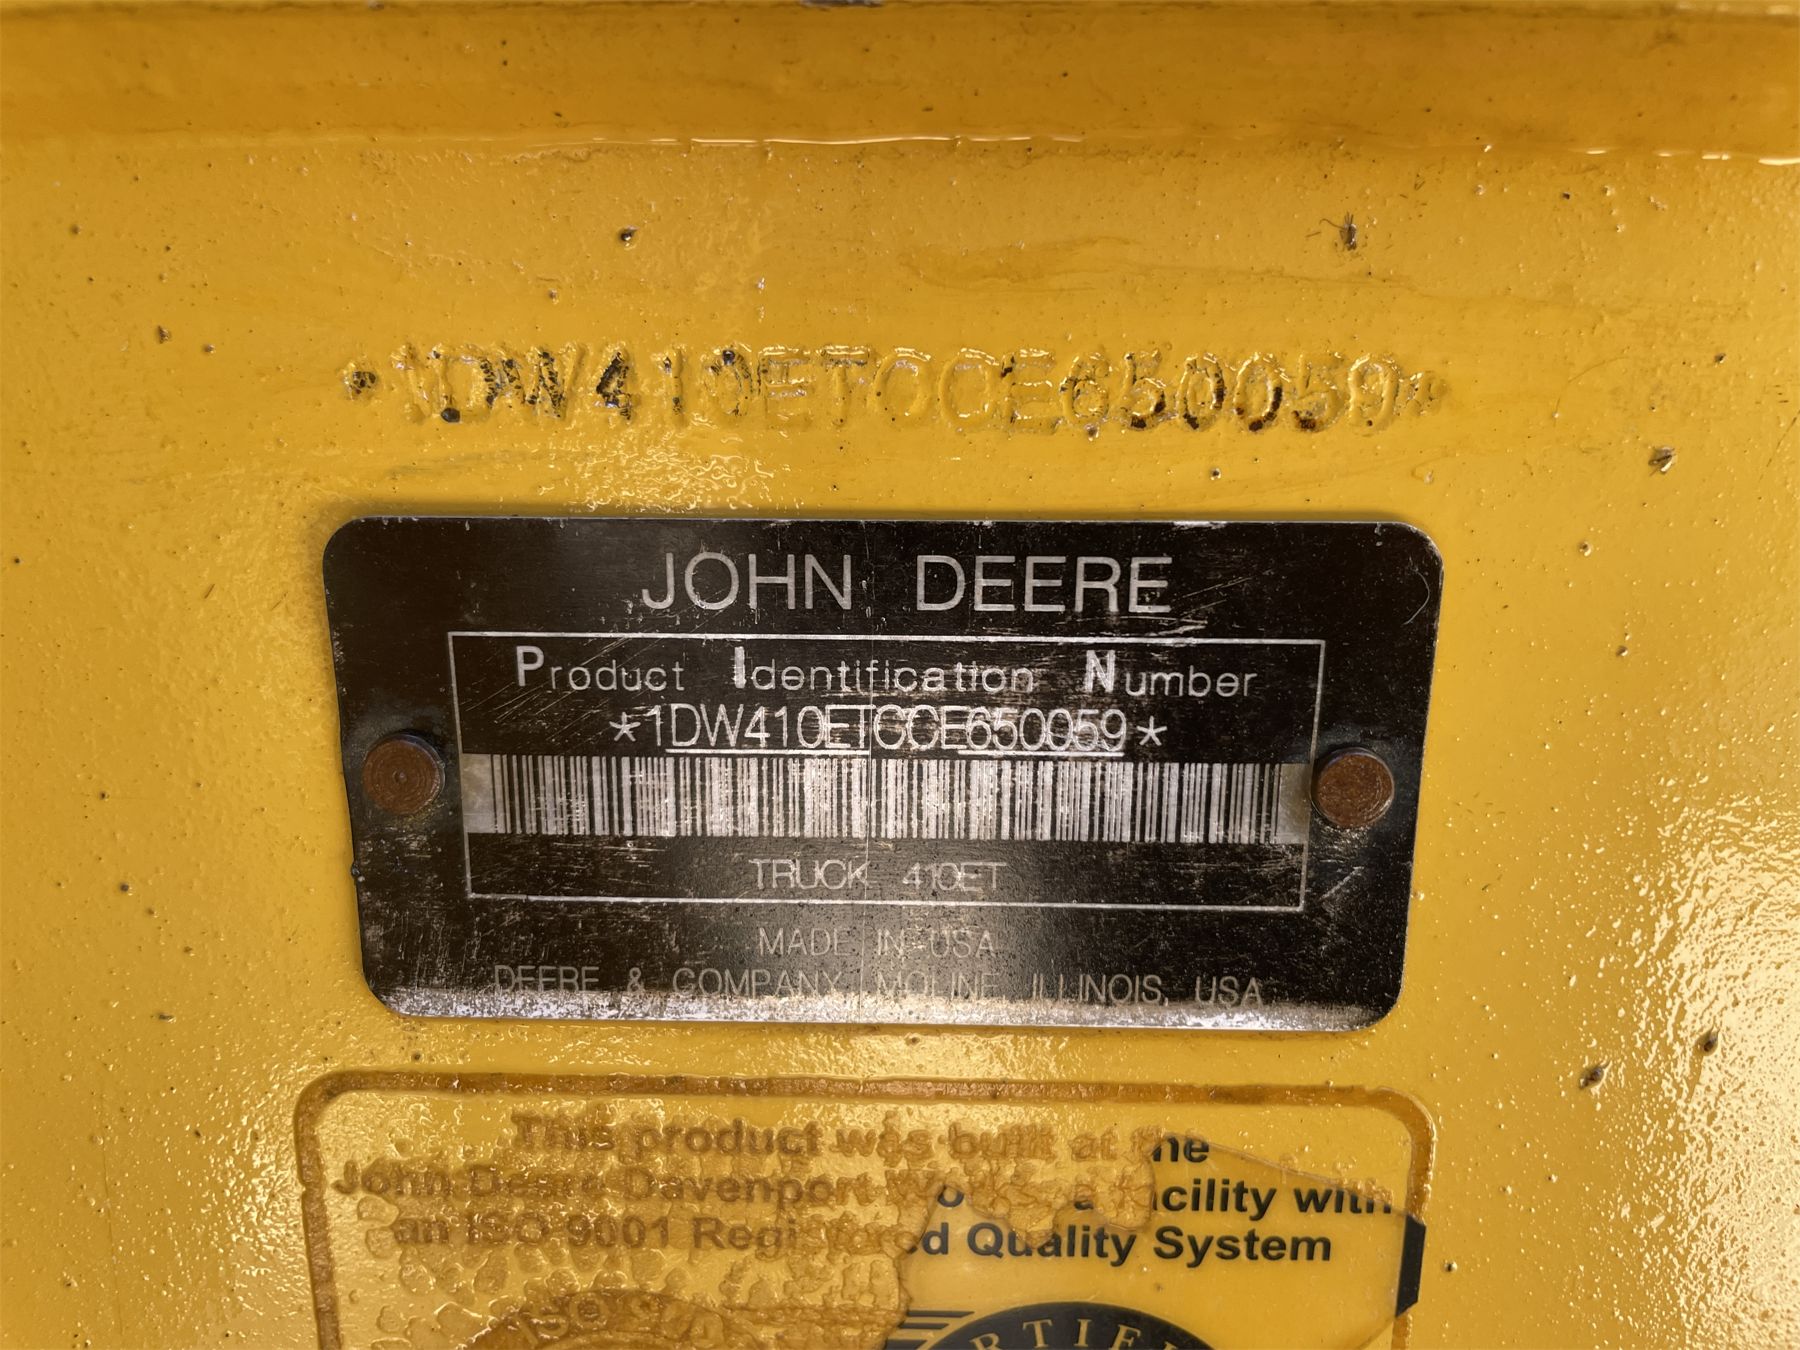 *1DW410ETCCE650059*
JOHN DEERE
Product Identification Number
*1DW410ETCCE650059*
TRUCK 410ET
MADE IN USA
DEERE & COMPANY MOLINE ILLINOIS, USA
This product was built at the
John Deere Davenport Works, a facility with
an ISO 9001 Registered Quality System